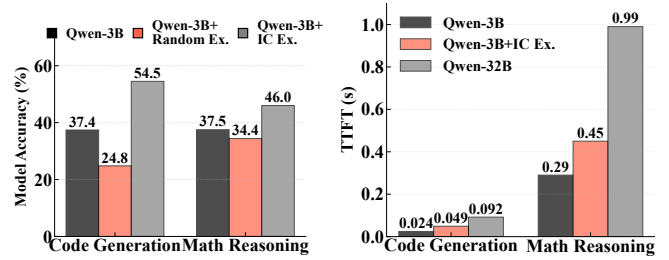 Qwen-3B
Qwen-3B+
Random Ex.
Qwen-3B+
IC Ex.
Model Accuracy (%)
60
40
20
0
37.4
24.8
54.5
37.5
34.4
46.0
Code Generation
Math Reasoning
Qwen-3B
Qwen-3B+IC Ex.
Qwen-32B
TTFT (s)
1.0
0.8
0.6
0.4
0.2
0.0
0.024
0.049
0.092
0.29
0.45
0.99
Code Generation
Math Reasoning